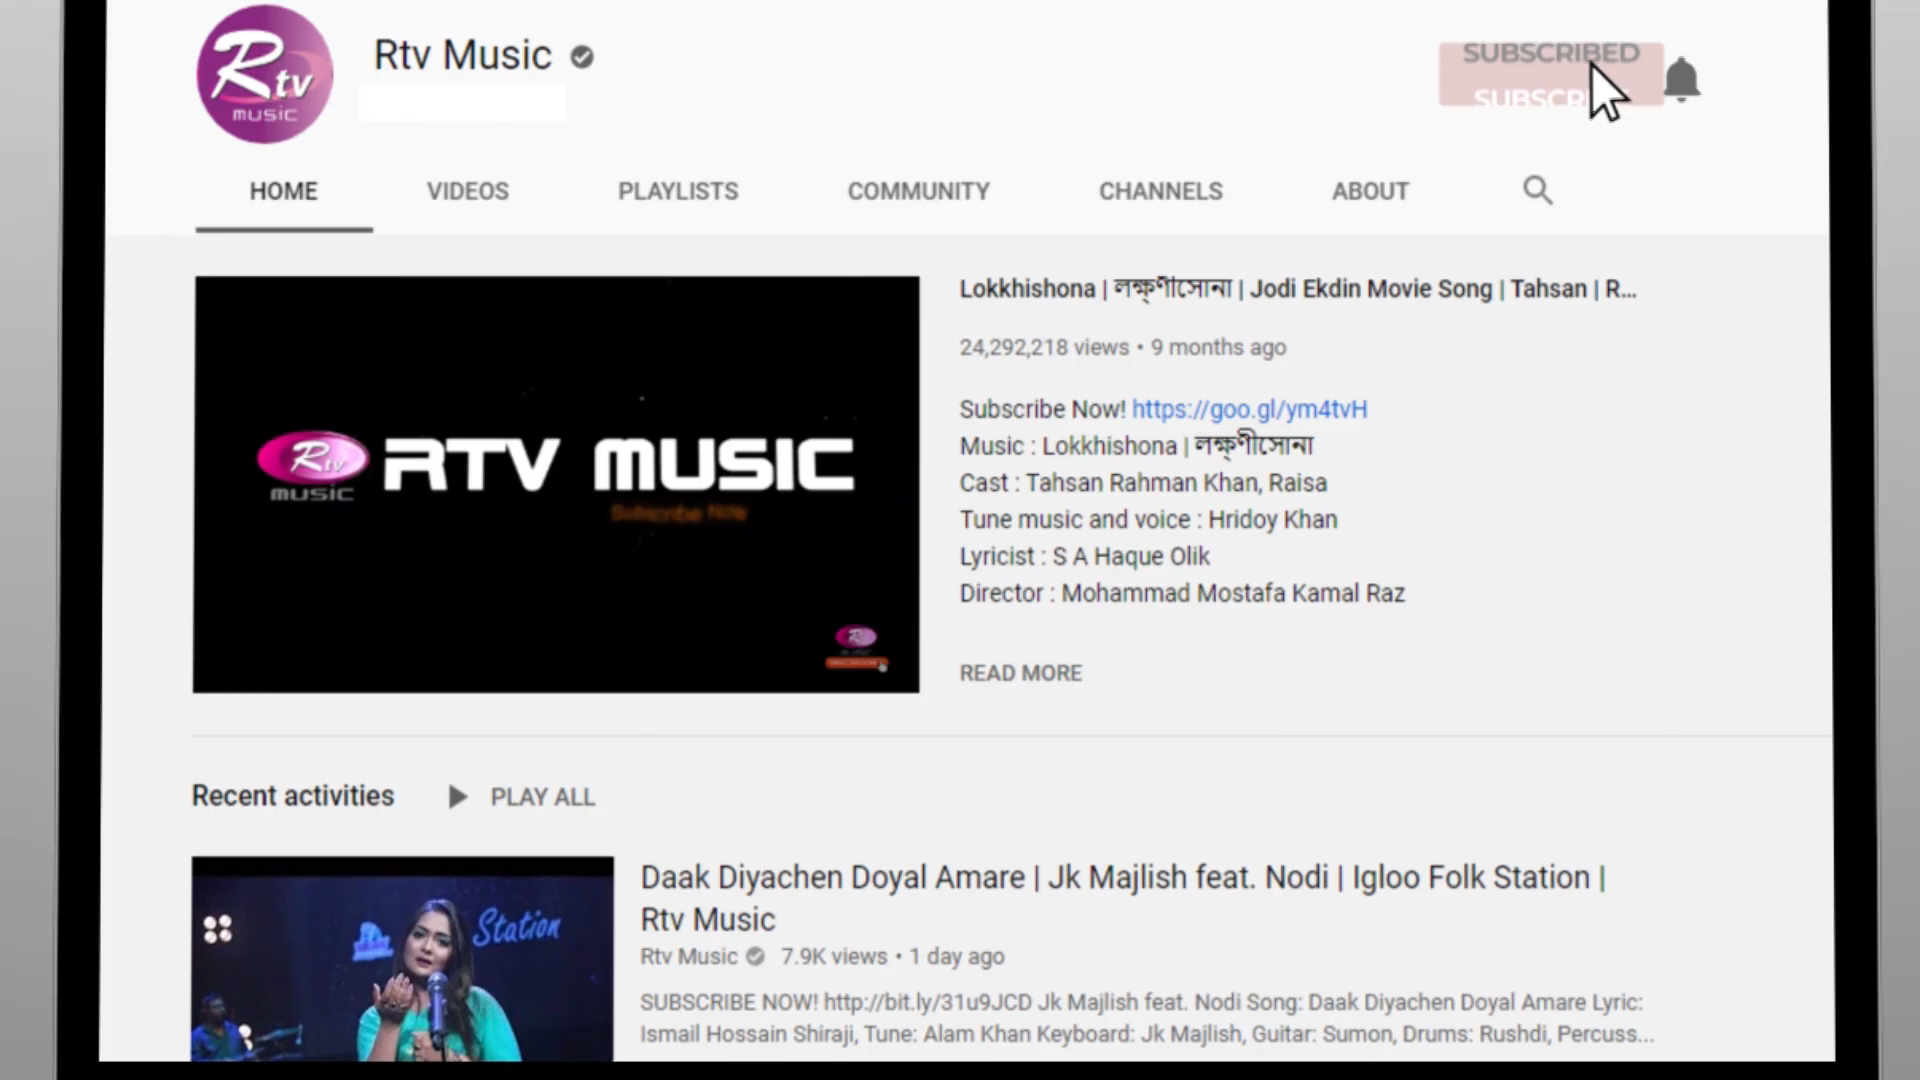 Rtv
MUSIC
Rtv Music
SUBSCRIBED
HOME
VIDEOS
PLAYLISTS
COMMUNITY
CHANNELS
ABOUT
Rtv
MUSIC
RTV MUSIC
Subscribe Now
Lokkhishona | লক্ষ্ণীসোনা | Jodi Ekdin Movie Song | Tahsan | R...
24,292,218 views • 9 months ago
Subscribe Now! https://goo.gl/ym4tvH
Music : Lokkhishona | লক্ষ্ণীসোনা
Cast : Tahsan Rahman Khan, Raisa
Tune music and voice : Hridoy Khan
Lyricist : S A Haque Olik
Director : Mohammad Mostafa Kamal Raz
READ MORE
Recent activities
PLAY ALL
Station
Daak Diyachen Doyal Amare | Jk Majlish feat. Nodi | Igloo Folk Station |
Rtv Music
Rtv Music 7.9K views • 1 day ago
SUBSCRIBE NOW! http://bit.ly/31u9JCD Jk Majlish feat. Nodi Song: Daak Diyachen Doyal Amare Lyric:
Ismail Hossain Shiraji, Tune: Alam Khan Keyboard: Jk Majlish, Guitar: Sumon, Drums: Rushdi, Percuss...